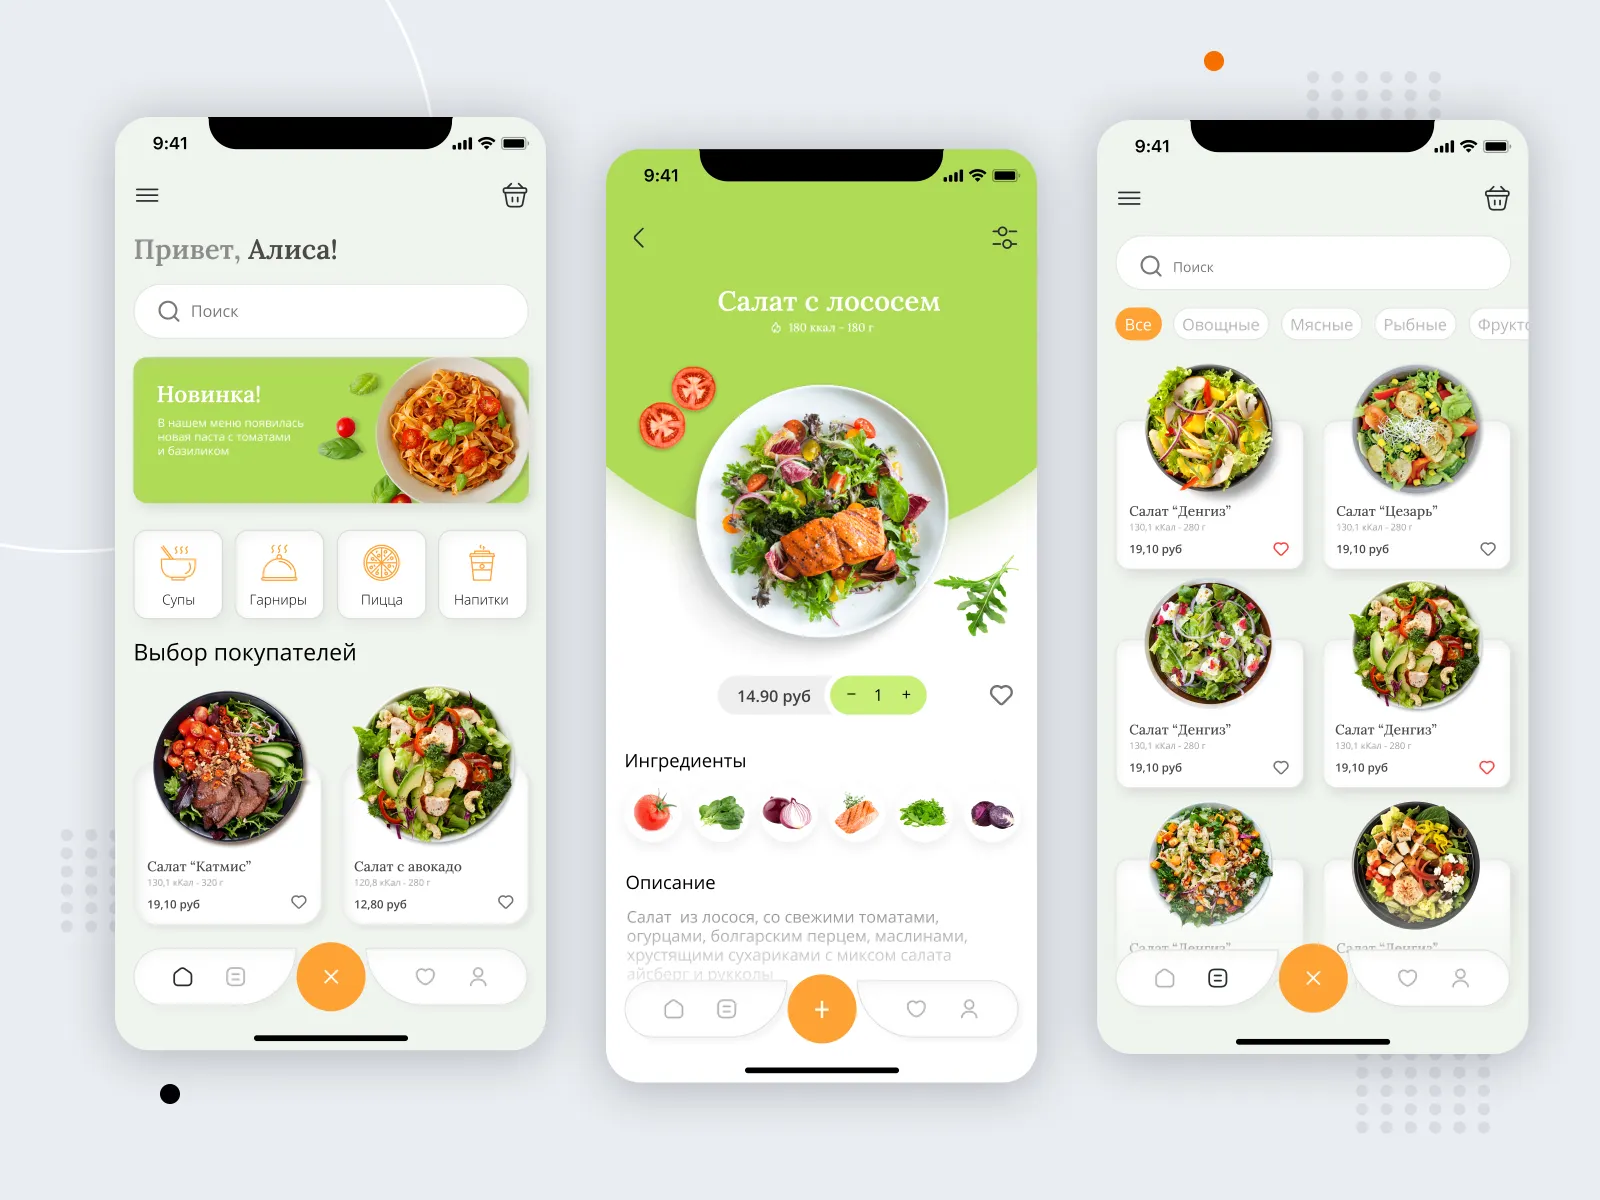 9:41
Привет, Алиса!
Поиск
Новинка!
В нашем меню появилась
новая паста с томатами
и базиликом
Супы
Гарниры
Пицца
Напитки
Выбор покупателей
Салат “Катмис”
130,1 кКал - 320 г
19,10 руб
Салат с авокадо
120,8 кКал - 280 г
12,80 руб
9:41
Салат с лососем
180 ккал - 180 г
14.90 руб
− 1 +
Ингредиенты
Описание
Салат из лосося, со свежими томатами,
огурцами, болгарским перцем, маслинами,
хрустящими сухариками с миксом салата
айсберг и рукколы
9:41
Поиск
Все
Овощные
Мясные
Рыбные
Фрукто
Салат “Денгиз”
130,1 кКал - 280 г
19,10 руб
Салат “Цезарь”
130,1 кКал - 280 г
19,10 руб
Салат “Денгиз”
130,1 кКал - 280 г
19,10 руб
Салат “Денгиз”
130,1 кКал - 280 г
19,10 руб
Салат “Денгиз”
Салат “Денгиз”